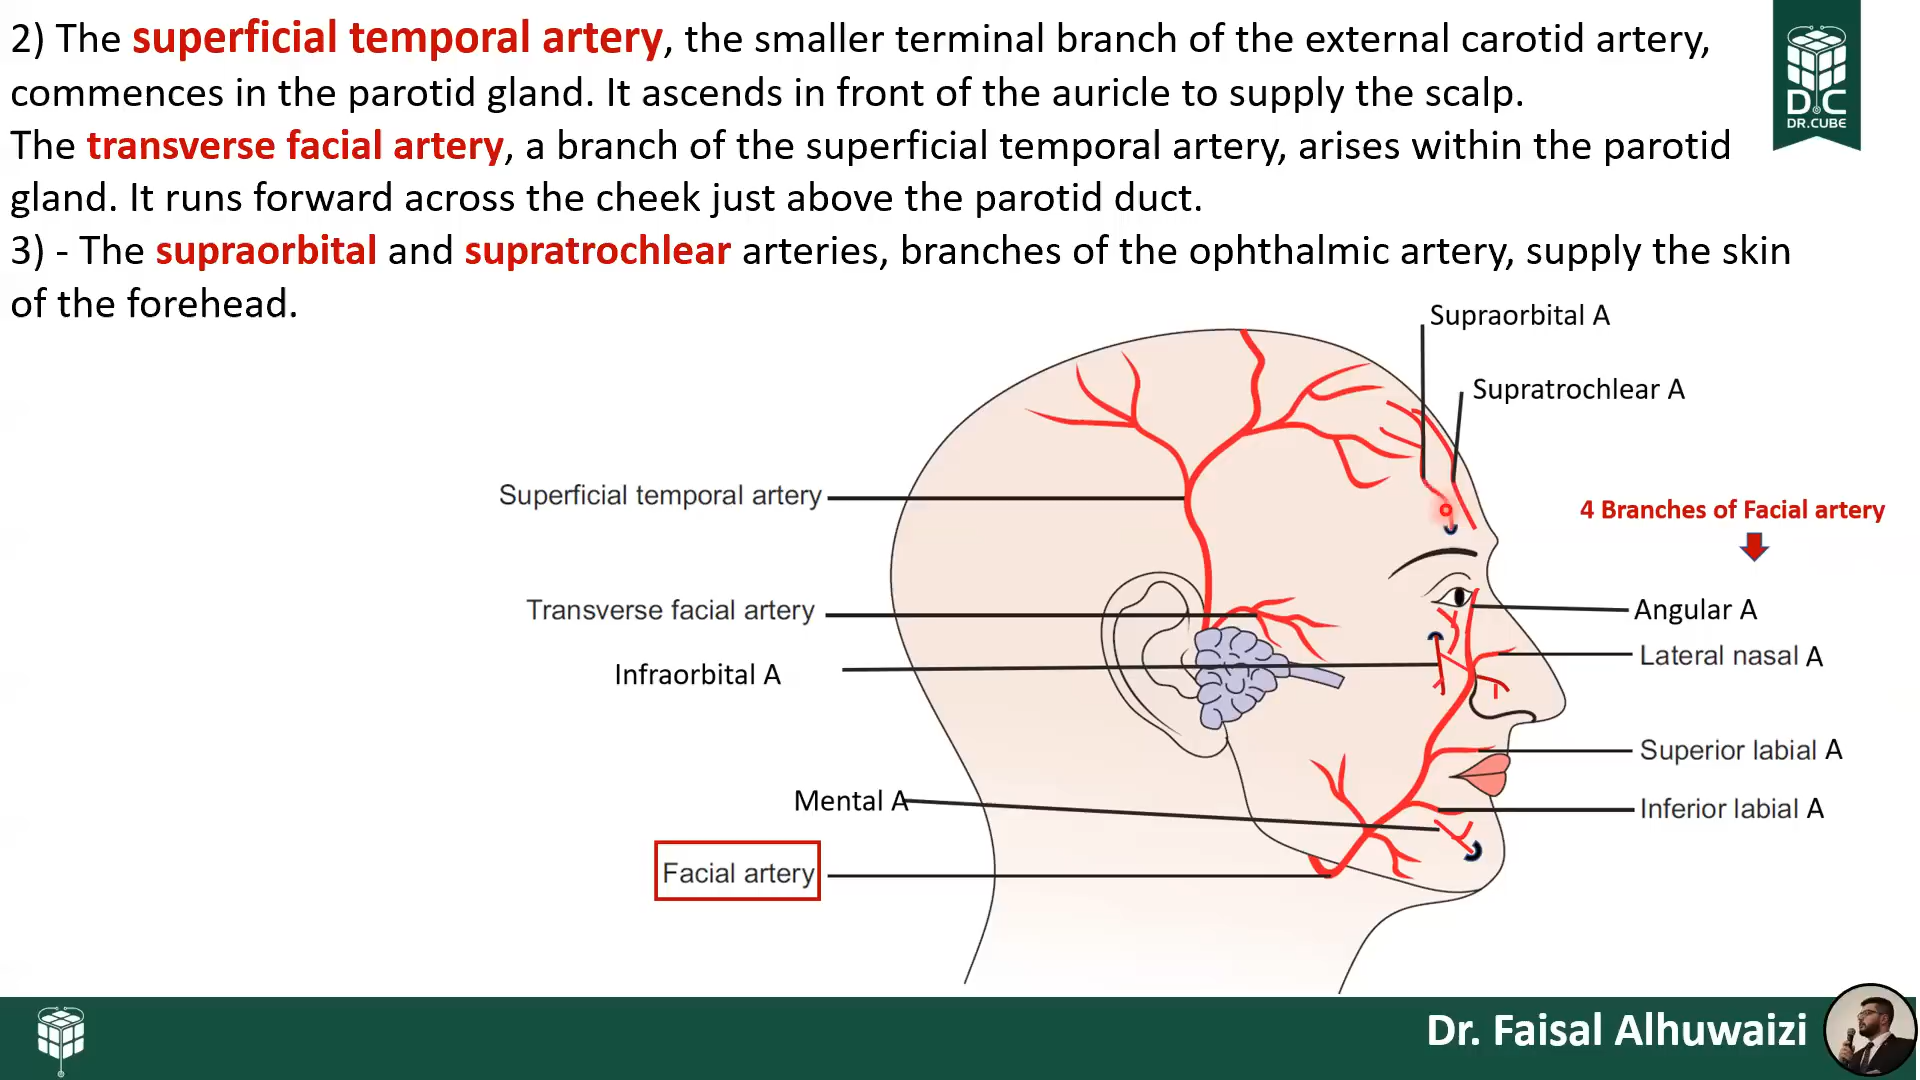 2) The superficial temporal artery, the smaller terminal branch of the external carotid artery,
commences in the parotid gland. It ascends in front of the auricle to supply the scalp.
The transverse facial artery, a branch of the superficial temporal artery, arises within the parotid
gland. It runs forward across the cheek just above the parotid duct.
3) - The supraorbital and supratrochlear arteries, branches of the ophthalmic artery, supply the skin
of the forehead.
D C
DR.CUBE
Supraorbital A
Supratrochlear A
Superficial temporal artery
4 Branches of Facial artery
Transverse facial artery
Angular A
Infraorbital A
Lateral nasal A
Superior labial A
Mental A
Inferior labial A
Facial artery
Dr. Faisal Alhuwaizi